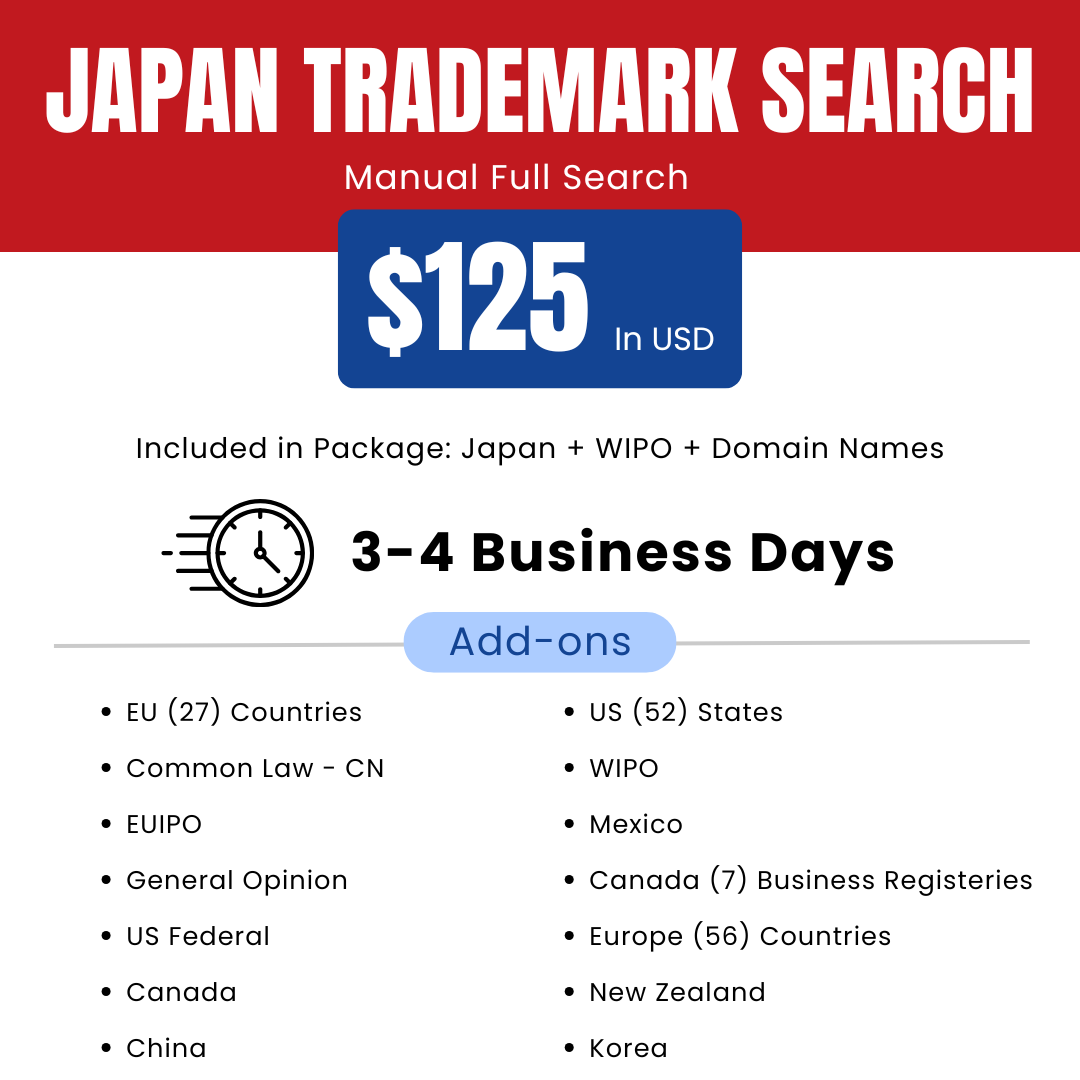 JAPAN TRADEMARK SEARCH
Manual Full Search
$125 In USD
Included in Package: Japan + WIPO + Domain Names
3-4 Business Days
Add-ons
• EU (27) Countries
• Common Law - CN
• EUIPO
• General Opinion
• US Federal
• Canada
• China
• US (52) States
• WIPO
• Mexico
• Canada (7) Business Registeries
• Europe (56) Countries
• New Zealand
• Korea